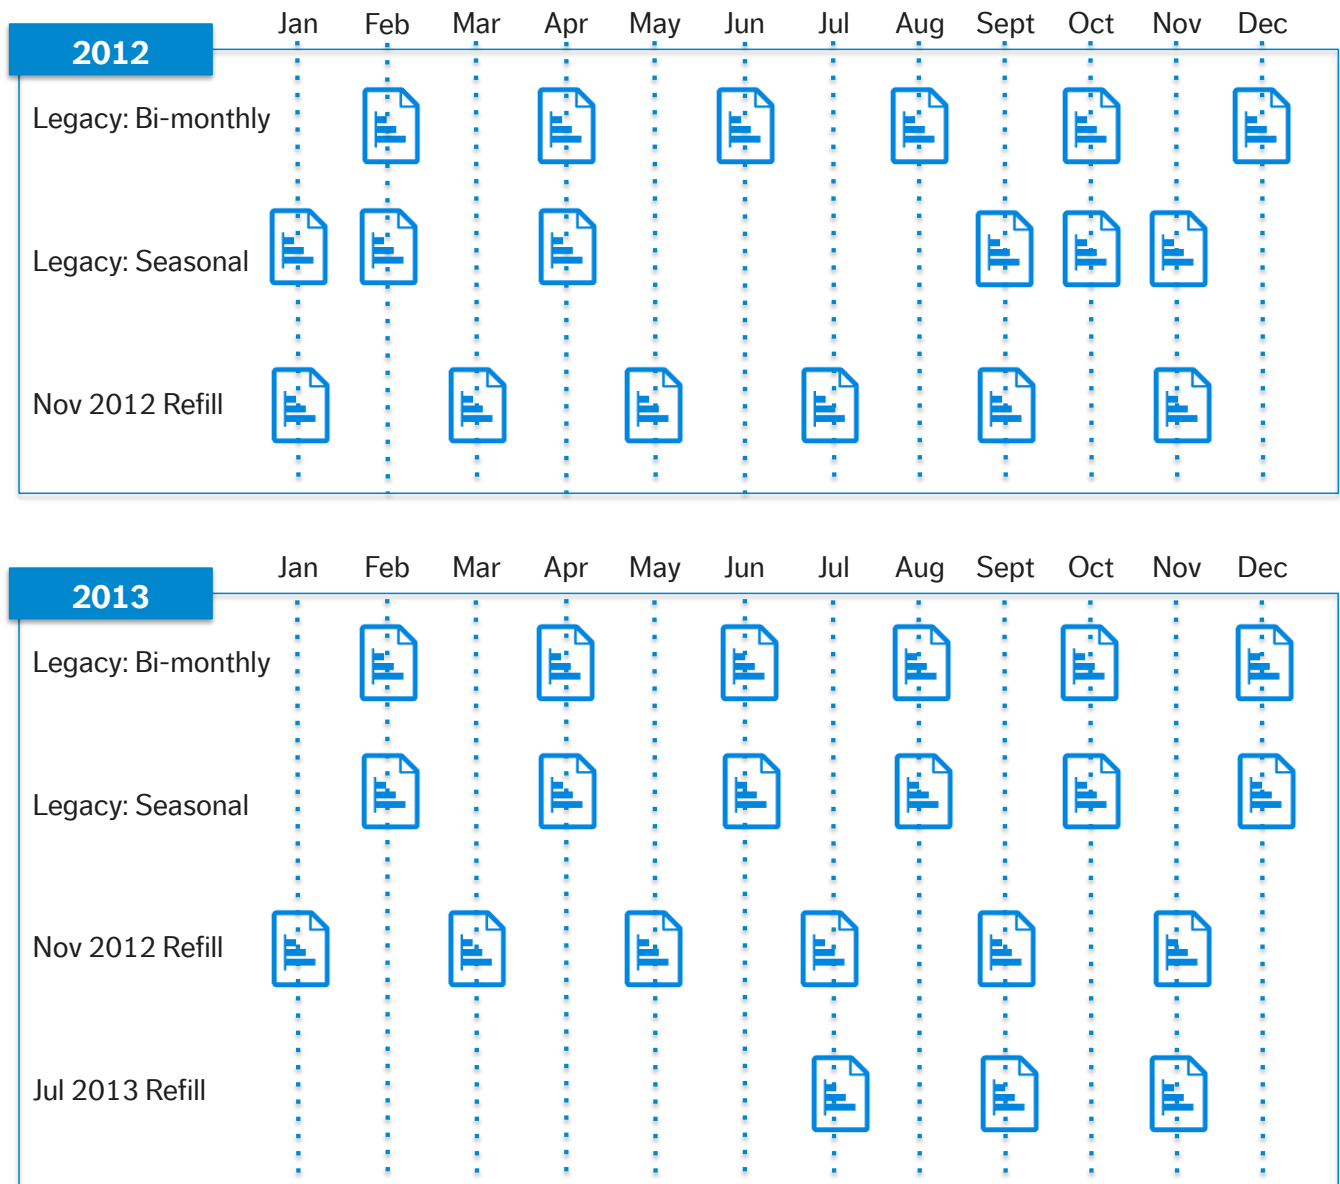 Jan Feb Mar Apr May Jun Jul Aug Sept Oct Nov Dec
2012
Legacy: Bi-monthly
Legacy: Seasonal
Nov 2012 Refill
Jan Feb Mar Apr May Jun Jul Aug Sept Oct Nov Dec
2013
Legacy: Bi-monthly
Legacy: Seasonal
Nov 2012 Refill
Jul 2013 Refill